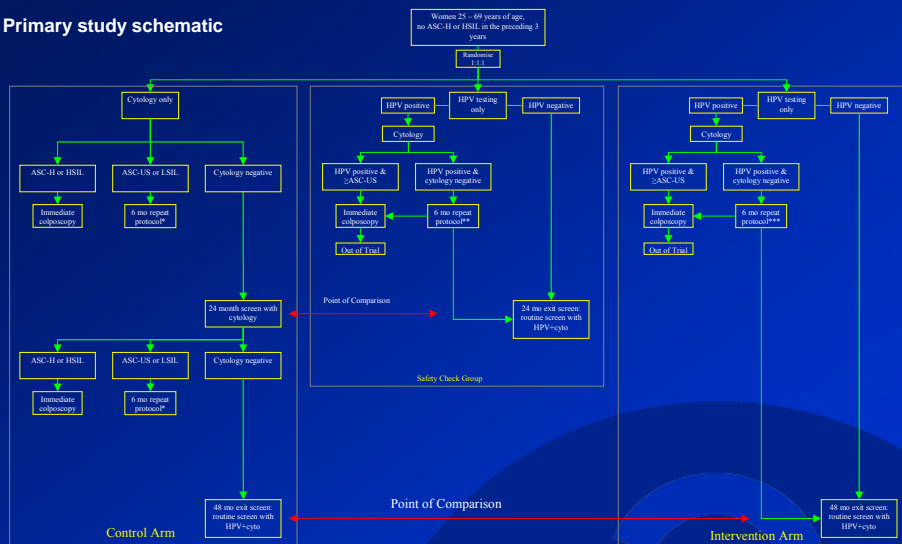 Primary study schematic
Women 25 – 69 years of age,
no ASC-H or HSIL in the preceding 3
years
Randomise
1:1:1
Cytology only
ASC-H or HSIL
ASC-US or LSIL
Cytology negative
Immediate
colposcopy
6 mo repeat
protocol*
24 month screen with
cytology
ASC-H or HSIL
ASC-US or LSIL
Cytology negative
Immediate
colposcopy
6 mo repeat
protocol*
48 mo exit screen:
routine screen with
HPV+cyto
Control Arm
HPV positive
HPV testing
only
HPV negative
Cytology
HPV positive &
≥ASC-US
HPV positive &
cytology negative
Immediate
colposcopy
6 mo repeat
protocol**
Out of Trial
Point of Comparison
24 mo exit screen:
routine screen with
HPV+cyto
Safety Check Group
HPV positive
HPV testing
only
HPV negative
Cytology
HPV positive &
≥ASC-US
HPV positive &
cytology negative
Immediate
colposcopy
6 mo repeat
protocol***
Out of Trial
Point of Comparison
48 mo exit screen:
routine screen with
HPV+cyto
Intervention Arm